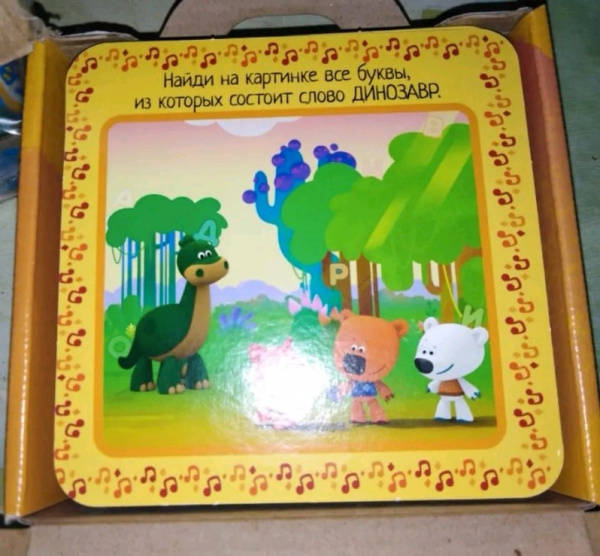 Найди на картинке все буквы,
из которых состоит слово ДИНОЗАВР.
В
А
Д
Р
И
О